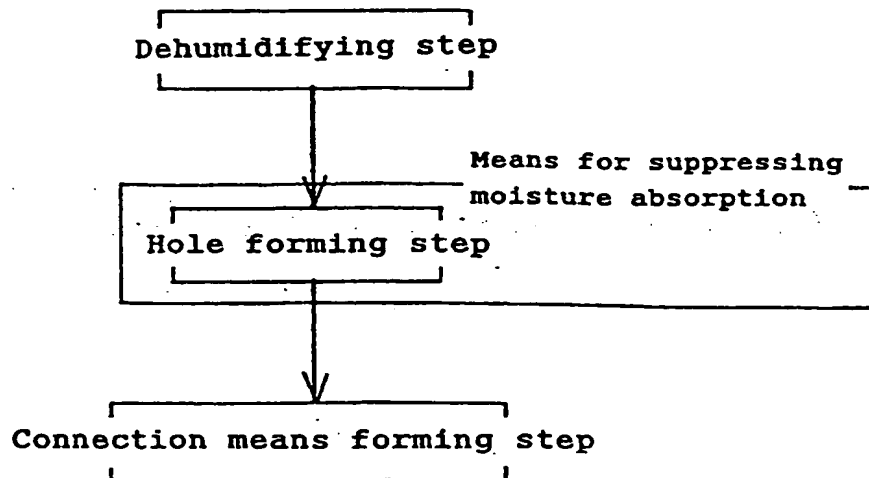 Dehumidifying step
Means for suppressing
moisture absorption
Hole forming step
Connection means forming step